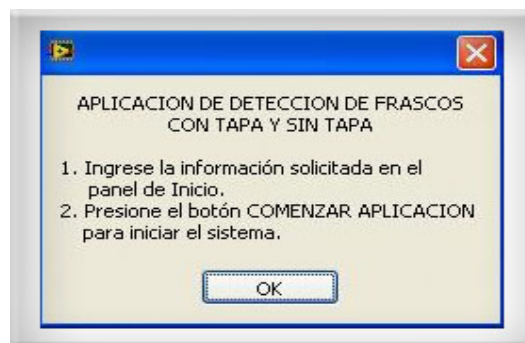 APLICACION DE DETECCION DE FRASCOS
CON TAPA Y SIN TAPA
1. Ingrese la información solicitada en el
panel de Inicio.
2. Presione el botón COMENZAR APLICACION
para iniciar el sistema.
OK